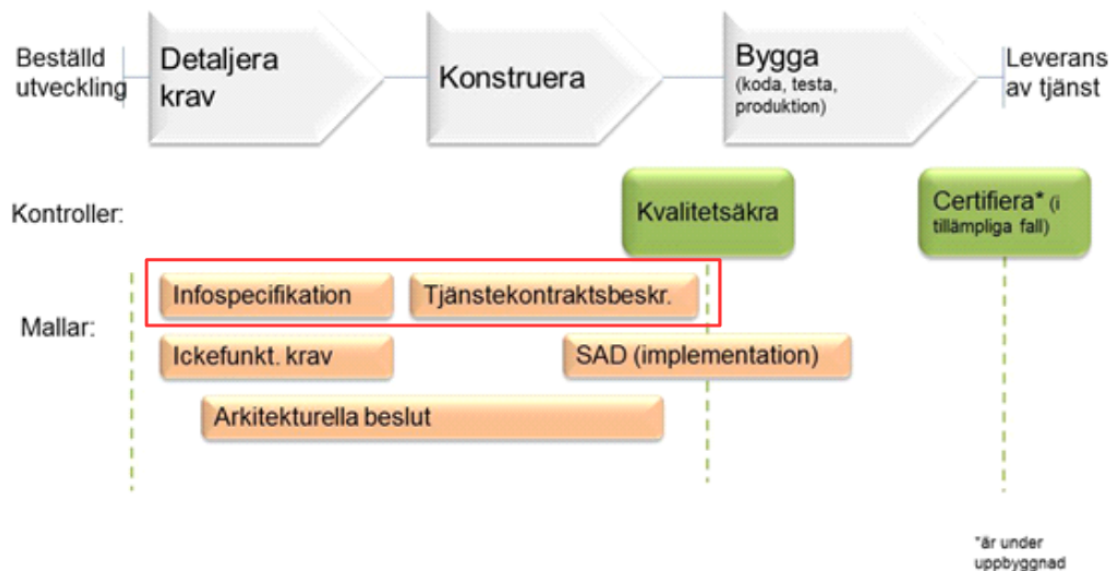 Beställd
utveckling
Detaljera
krav
Konstruera
Bygga
(koda, testa,
produktion)
Leverans
av tjänst
Kontroller:
Kvalitetsäkra
Certifiera* (i
tillämpliga fall)
Mallar:
Infospecifikation
Tjänstekontraktsbeskr.
Ickefunkt. krav
SAD (implementation)
Arkitekturella beslut
*är under
uppbyggnad